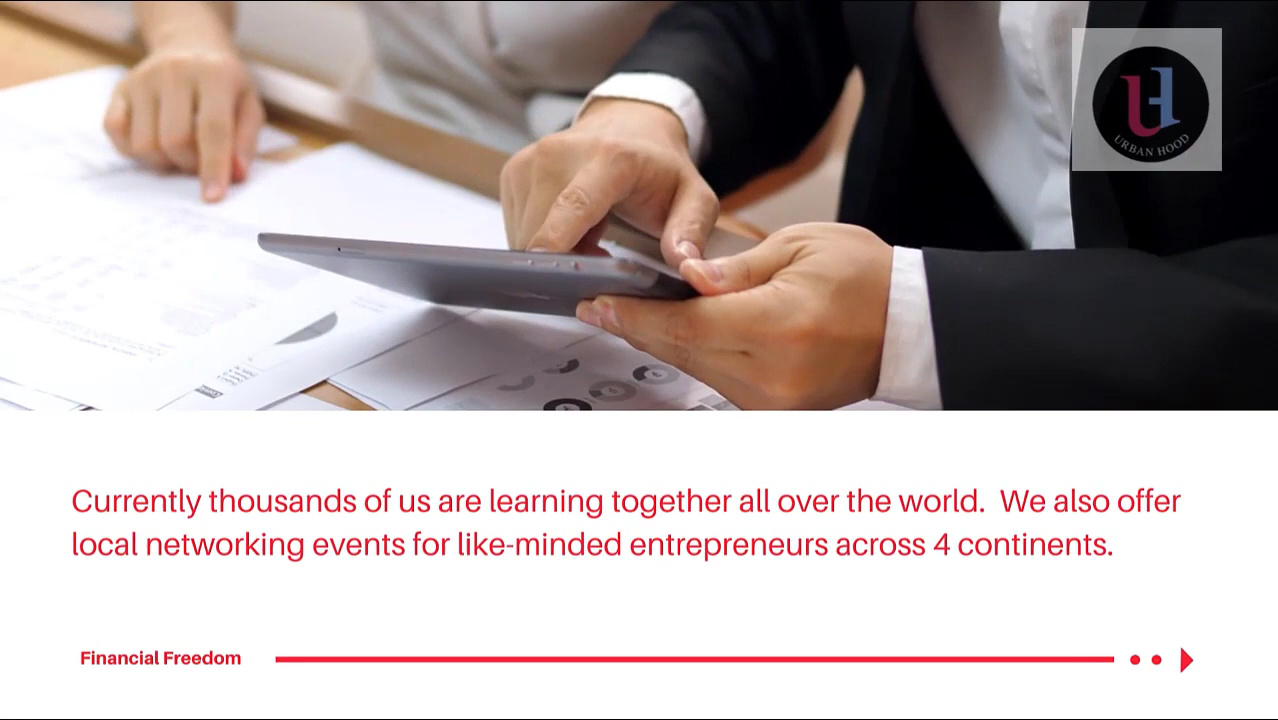 URBAN HOOD
Currently thousands of us are learning together all over the world.  We also offer
local networking events for like-minded entrepreneurs across 4 continents.
Financial Freedom